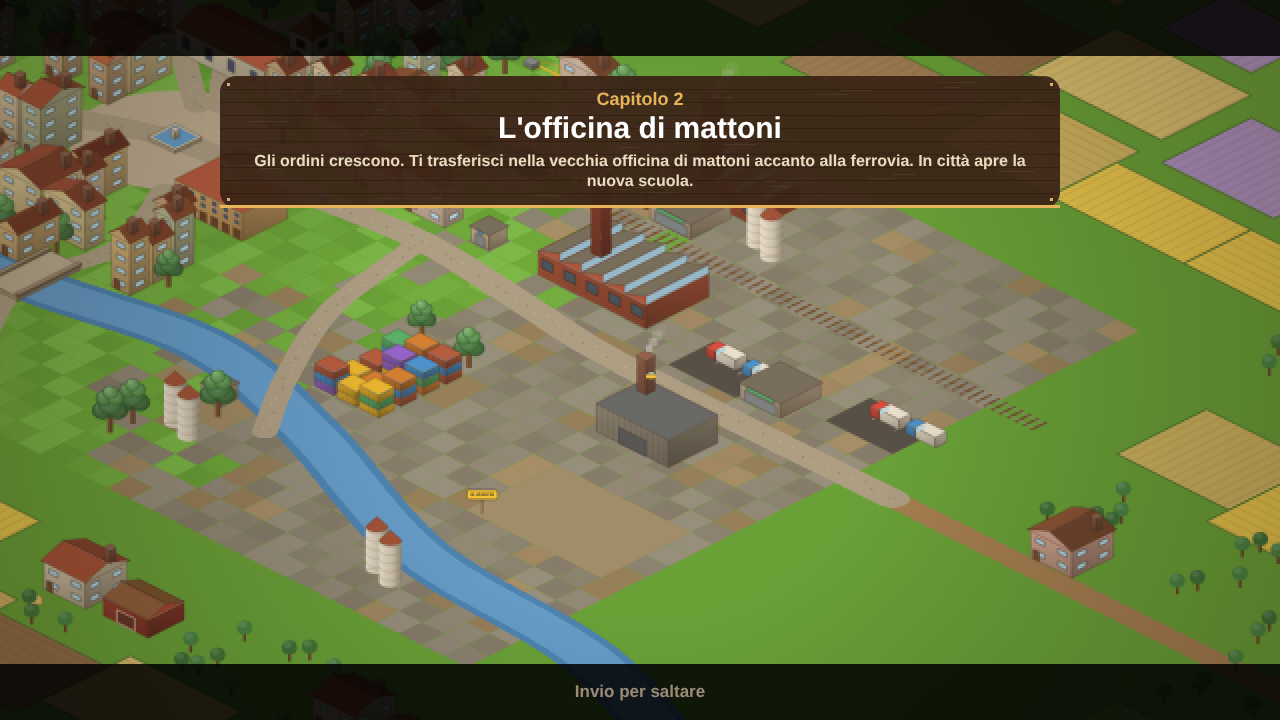 Capitolo 2
L'officina di mattoni
Gli ordini crescono. Ti trasferisci nella vecchia officina di mattoni accanto alla ferrovia. In città apre la
nuova scuola.
Invio per saltare